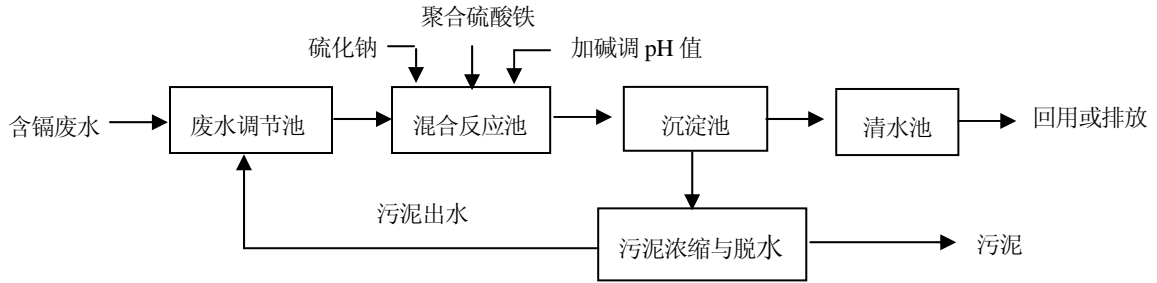 聚合硫酸铁
硫化钠
加碱调 pH 值
含镉废水
废水调节池
混合反应池
沉淀池
清水池
回用或排放
污泥出水
污泥浓缩与脱水
污泥